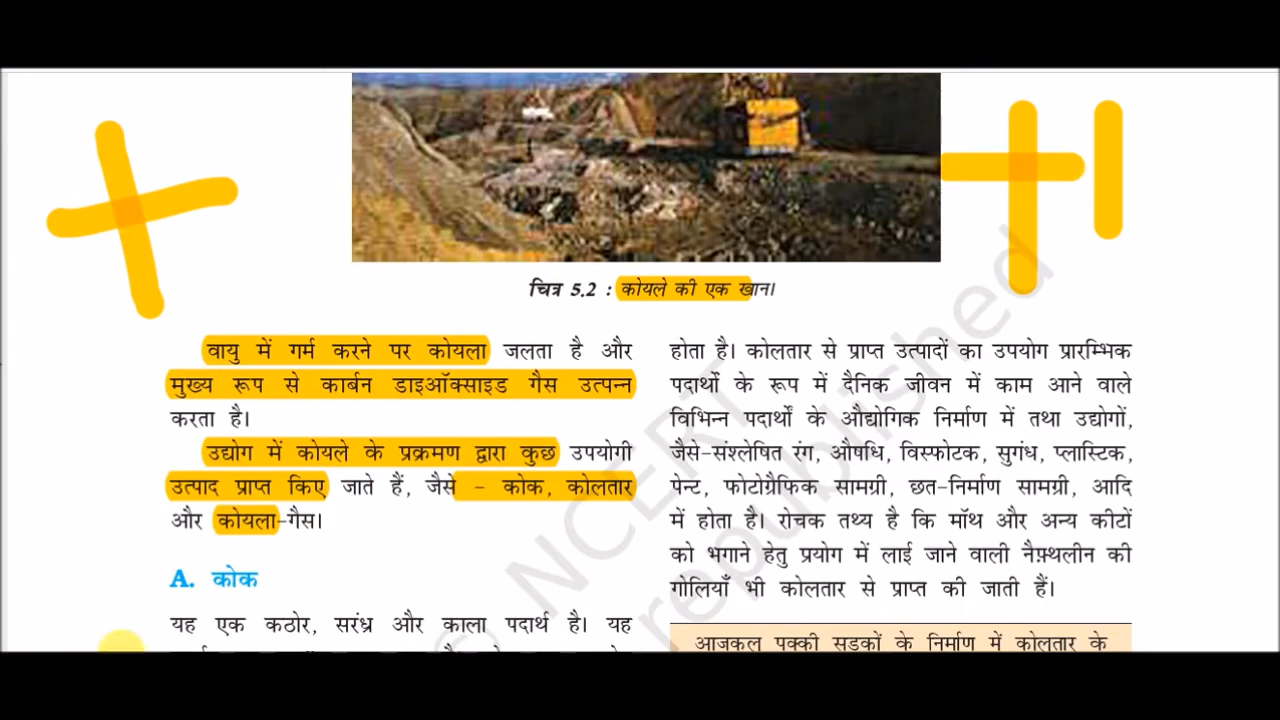 चित्र 5.2 : कोयले की एक खान।
वायु में गर्म करने पर कोयला जलता है और
मुख्य रूप से कार्बन डाइऑक्साइड गैस उत्पन्न
करता है।
उद्योग में कोयले के प्रक्रमण द्वारा कुछ उपयोगी
उत्पाद प्राप्त किए जाते हैं, जैसे - कोक, कोलतार
और कोयला-गैस।
A. कोक
यह एक कठोर, सरंध्र और काला पदार्थ है। यह
होता है। कोलतार से प्राप्त उत्पादों का उपयोग प्रारम्भिक
पदार्थों के रूप में दैनिक जीवन में काम आने वाले
विभिन्न पदार्थों के औद्योगिक निर्माण में तथा उद्योगों,
जैसे-संश्लेषित रंग, औषधि, विस्फोटक, सुगंध, प्लास्टिक,
पेन्ट, फोटोग्रैफिक सामग्री, छत-निर्माण सामग्री, आदि
में होता है। रोचक तथ्य है कि मॉथ और अन्य कीटों
को भगाने हेतु प्रयोग में लाई जाने वाली नैफ़्थलीन की
गोलियाँ भी कोलतार से प्राप्त की जाती हैं।
आजकल पक्की सड़कों के निर्माण में कोलतार के
© NCERT
republished